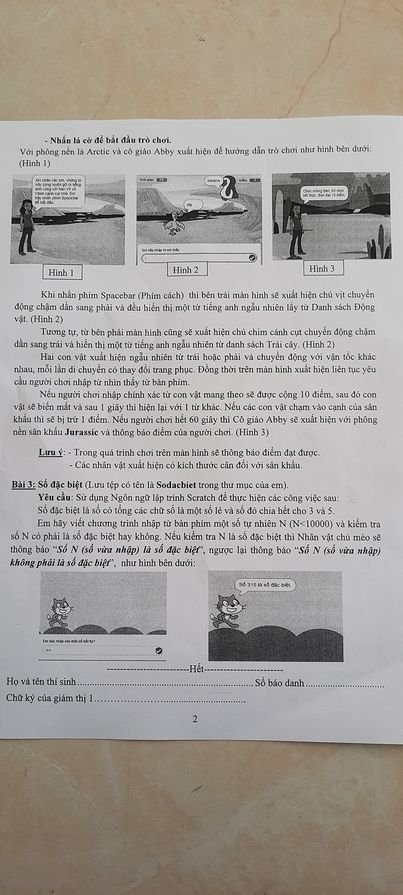 - Nhấn lá cờ để bắt đầu trò chơi.
Với phông nền là Arctic và cô giáo Abby xuất hiện để hướng dẫn trò chơi như hình bên dưới:
(Hình 1)
Hình 1
Hình 2
Hình 3
Khi nhấn phím Spacebar (Phím cách) thì bên trái màn hình sẽ xuất hiện chú vịt chuyển
động chậm dần sang phải và đều hiển thị một từ tiếng anh ngẫu nhiên lấy từ Danh sách Động
vật. (Hình 2)
Tương tự, từ bên phải màn hình cũng sẽ xuất hiện chú chim cánh cụt chuyển động chậm
dần sang trái và hiển thị một từ tiếng anh ngẫu nhiên từ danh sách Trái cây. (Hình 2)
Hai con vật xuất hiện ngẫu nhiên từ trái hoặc phải và chuyển động với vận tốc khác
nhau, mỗi lần di chuyển có thay đổi trang phục. Đồng thời trên màn hình xuất hiện liên tục yêu
cầu người chơi nhập từ nhìn thấy từ bàn phím.
Nếu người chơi nhập chính xác từ con vật mang theo sẽ được cộng 10 điểm, sau đó con
vật sẽ biến mất và sau 1 giây thì hiện lại với 1 từ khác. Nếu các con vật chạm vào cạnh của sân
khấu thì sẽ bị trừ 1 điểm. Nếu người chơi hết 60 giây thì Cô giáo Abby sẽ xuất hiện với phông
nền sân khấu Jurassic và thông báo điểm của người chơi. (Hình 3)
Lưu ý: - Trong quá trình chơi trên màn hình sẽ thông báo điểm đạt được.
- Các nhân vật xuất hiện có kích thước cân đối với sân khấu.
Bài 3: Số đặc biệt (Lưu tệp có tên là Sodacbiet trong thư mục của em).
Yêu cầu: Sử dụng Ngôn ngữ lập trình Scratch để thực hiện các công việc sau:
Số đặc biệt là số có tổng các chữ số là một số lẻ và số đó chia hết cho 3 và 5.
Em hãy viết chương trình nhập từ bàn phím một số tự nhiên N (N<10000) và kiểm tra
số N có phải là số đặc biệt hay không. Nếu kiểm tra N là số đặc biệt thì Nhân vật chú mèo sẽ
thông báo “Số N (số vừa nhập) là số đặc biệt”, ngược lại thông báo “Số N (số vừa nhập)
không phải là số đặc biệt”, như hình bên dưới:
Số 315 là số đặc biệt
Hết
Họ và tên thí sinh Số báo danh
Chữ ký của giám thị 1
2